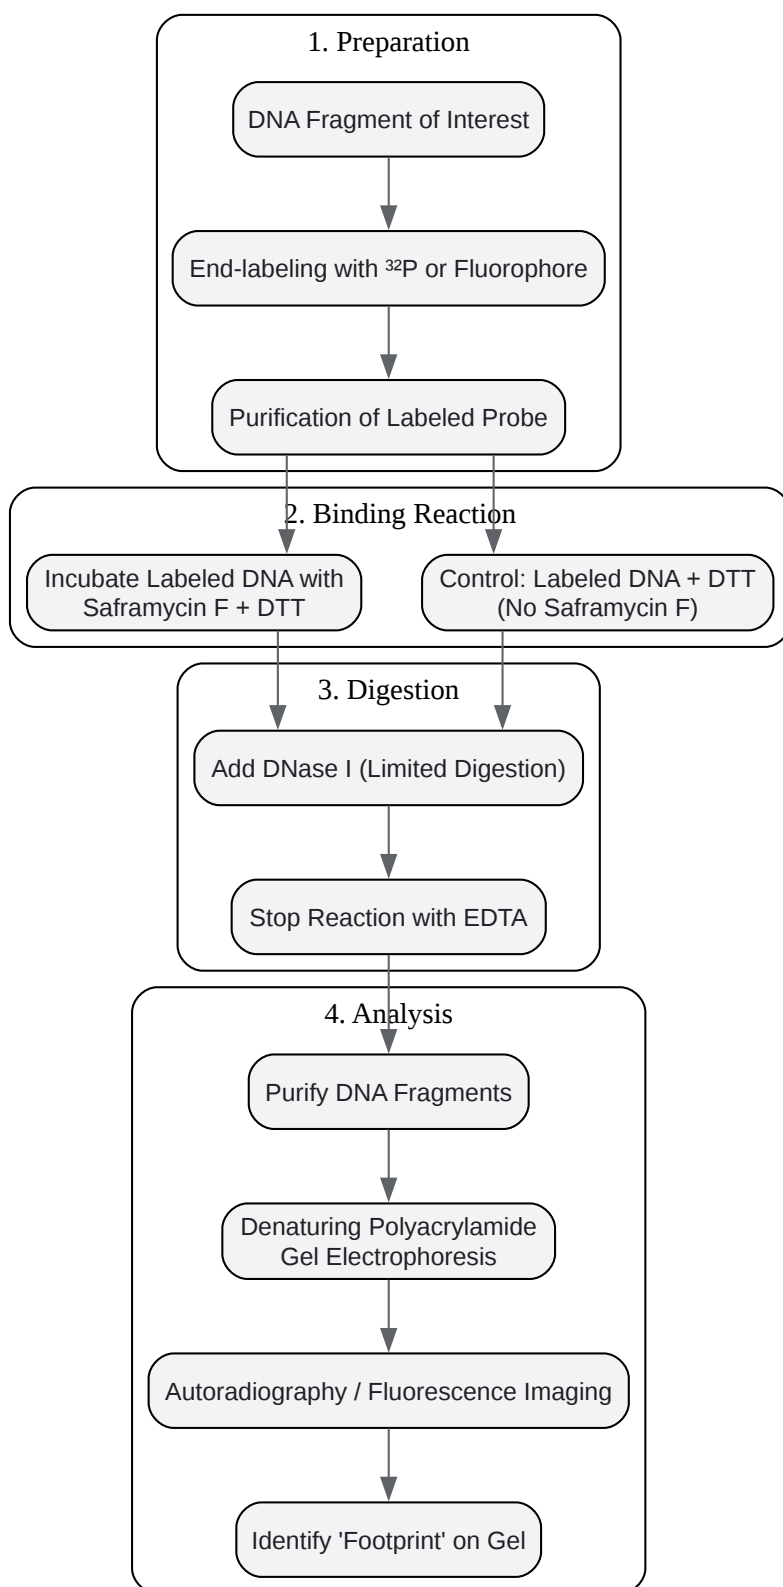 1. Preparation
DNA Fragment of Interest
End-labeling with ³²P or Fluorophore
Purification of Labeled Probe
2. Binding Reaction
Incubate Labeled DNA with
Saframycin F + DTT
Control: Labeled DNA + DTT
(No Saframycin F)
3. Digestion
Add DNase I (Limited Digestion)
Stop Reaction with EDTA
4. Analysis
Purify DNA Fragments
Denaturing Polyacrylamide
Gel Electrophoresis
Autoradiography / Fluorescence Imaging
Identify 'Footprint' on Gel